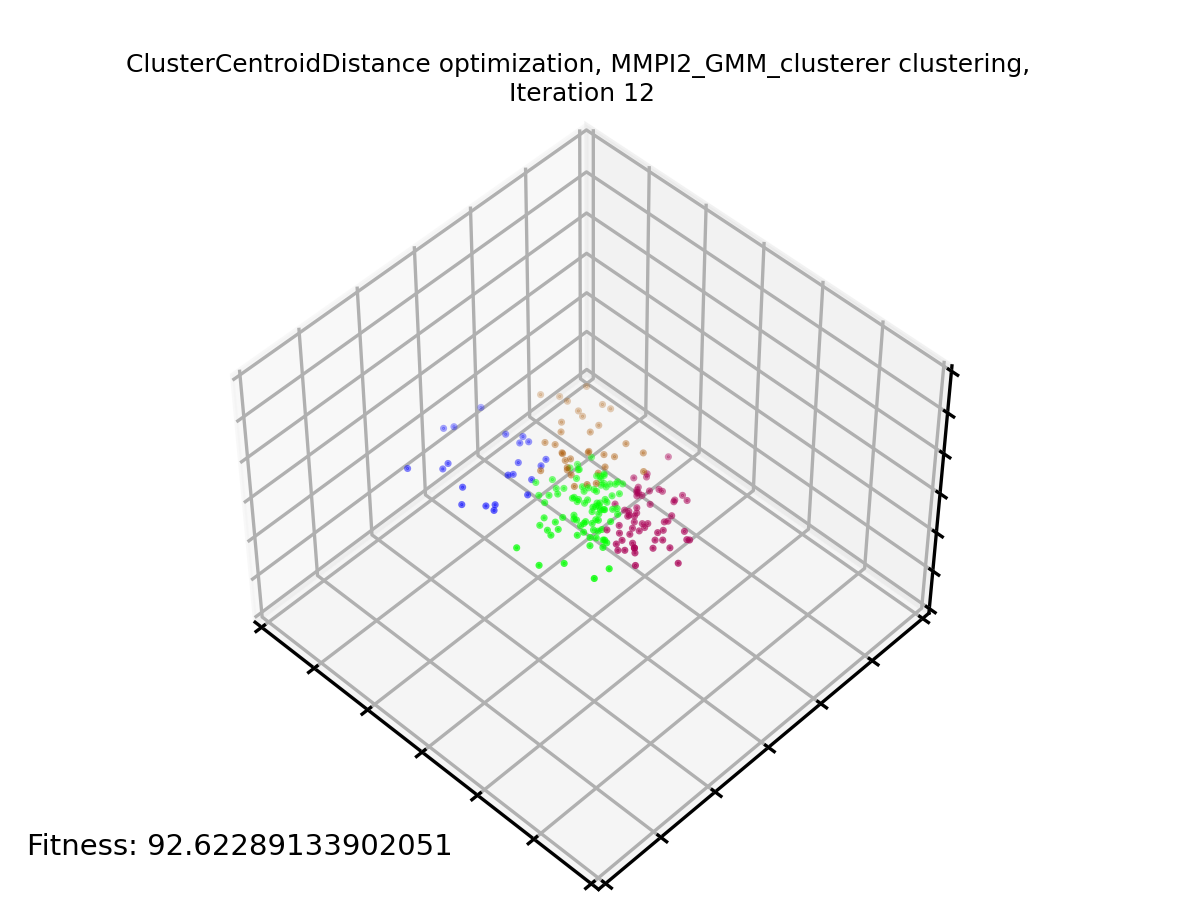 ClusterCentroidDistance optimization, MMPI2_GMM_clusterer clustering,
Iteration 12
Fitness: 92.62289133902051